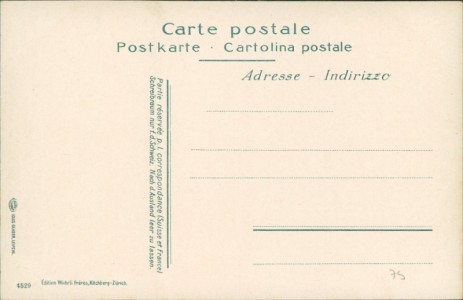 Carte postale
Postkarte · Cartolina postale
Adresse - Indirizzo
Partie réservée p. l. correspondance (Suisse et France)
Schreibraum nur f. d. Schweiz. Nach d. Ausland leer zu lassen.
75
4529 Édition Wehrli Frères, Kilchberg-Zürich.